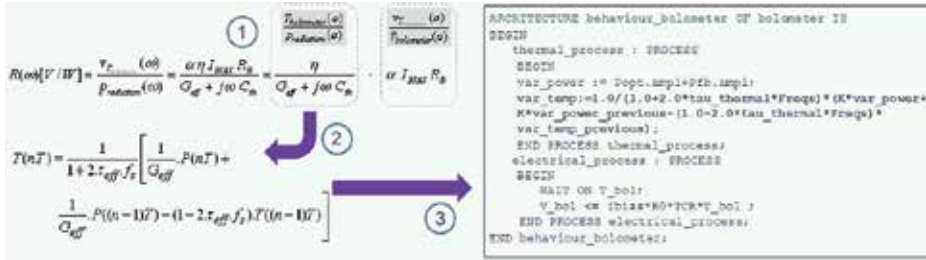 ①
T_bolometer(ω) / P_radiation(ω)
v_T (ω) / T_bolometer(ω)
R(ω)[V/W] = v_T (ω) / P_radiation(ω) = α η I_BIAS R_B / (G_eff + jω C_th) = η / (G_eff + jω C_th) · α I_BIAS R_B
②
T(nT) = 1 / (1+2.τ_eff.f_s) [ 1/G_eff .P(nT) +
1/G_eff .P((n-1)T) - (1-2.τ_eff.f_s).T((n-1)T) ]
③
ARCHITECTURE behaviour_bolometer OF bolometer IS
BEGIN
thermal_process : PROCESS
BEGIN
var_power := Popt.ampl+Pfb.ampl;
var_temp:=1.0/(1.0+2.0*tau_thermal*Freqs)*(K*var_power+
K*var_power_previous-(1.0-2.0*tau_thermal*Freqs)*
var_temp_previous);
END PROCESS thermal_process;
electrical_process : PROCESS
BEGIN
WAIT ON T_bol;
V_bol <= ibias*R0*TCR*T_bol ;
END PROCESS electrical_process;
END behaviour_bolometer;